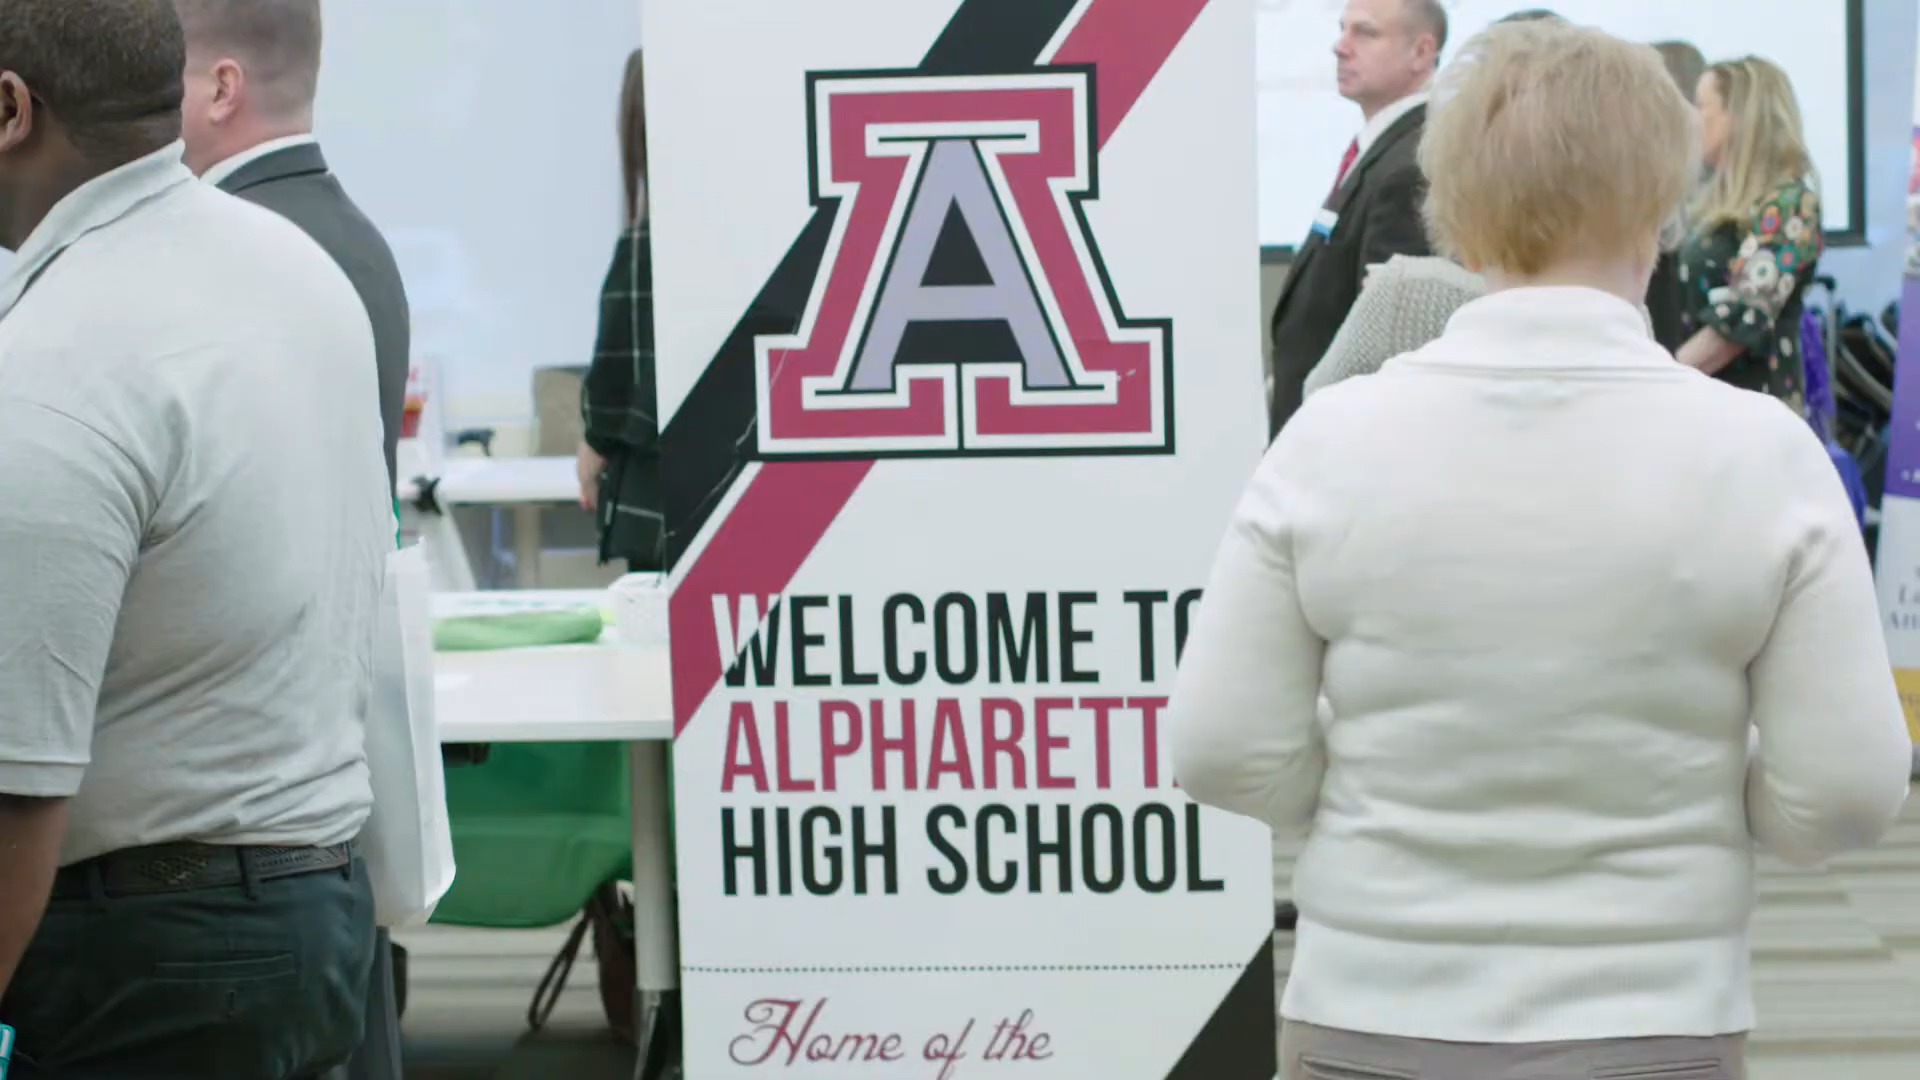 A
WELCOME TO
ALPHARETT
HIGH SCHOOL
Home of the